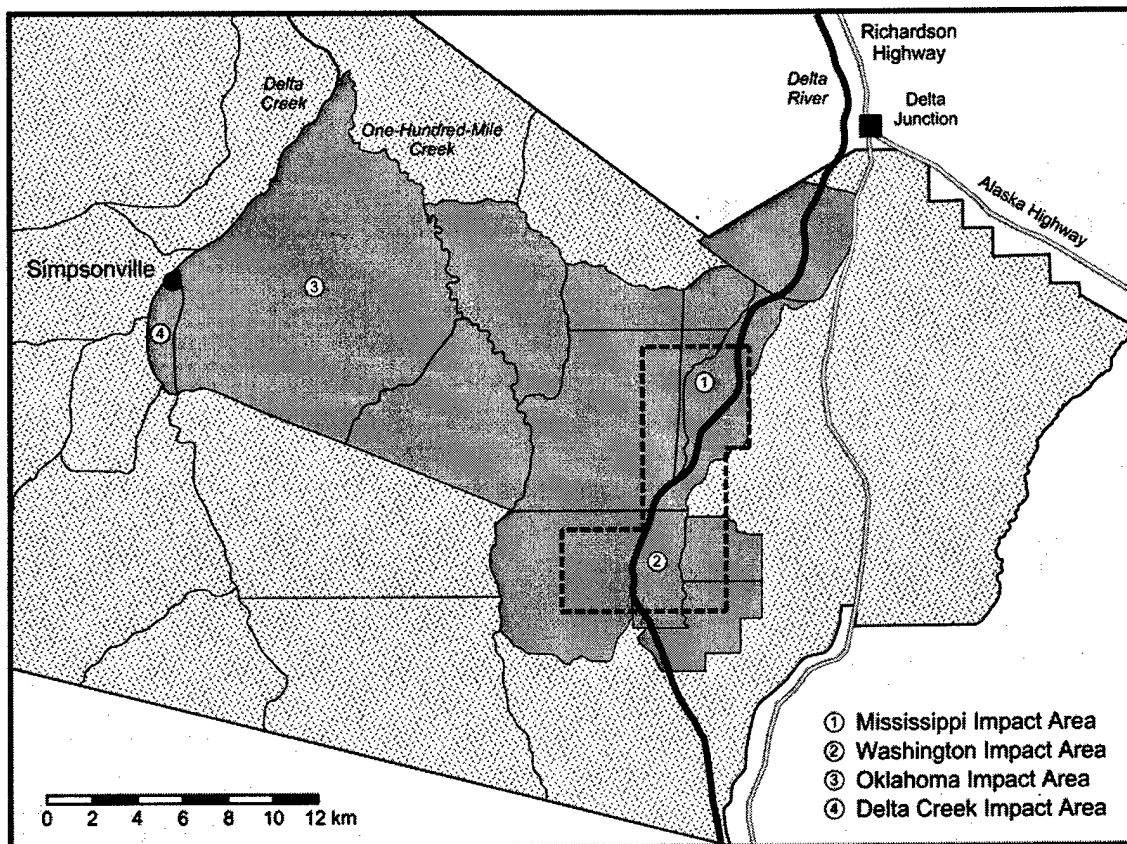 Richardson
Highway
Delta
River
Delta
Junction
Delta
Creek
One-Hundred-Mile
Creek
Alaska Highway
Simpsonville
3
4
1
2
1 Mississippi Impact Area
2 Washington Impact Area
3 Oklahoma Impact Area
4 Delta Creek Impact Area
0 2 4 6 8 10 12 km